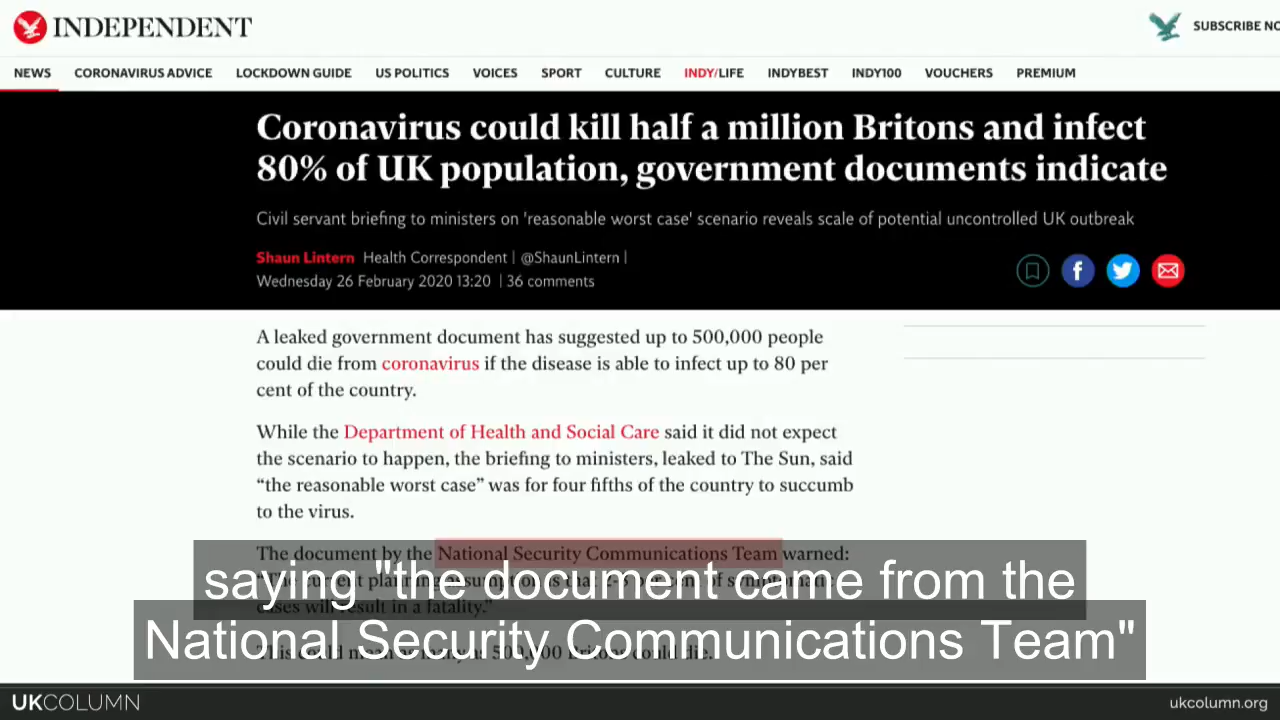 INDEPENDENT
SUBSCRIBE NO
NEWS CORONAVIRUS ADVICE LOCKDOWN GUIDE US POLITICS VOICES SPORT CULTURE INDY/LIFE INDYBEST INDY100 VOUCHERS PREMIUM
Coronavirus could kill half a million Britons and infect
80% of UK population, government documents indicate
Civil servant briefing to ministers on 'reasonable worst case' scenario reveals scale of potential uncontrolled UK outbreak
Shaun Lintern Health Correspondent | @ShaunLintern |
Wednesday 26 February 2020 13:20 | 36 comments
A leaked government document has suggested up to 500,000 people
could die from coronavirus if the disease is able to infect up to 80 per
cent of the country.
While the Department of Health and Social Care said it did not expect
the scenario to happen, the briefing to ministers, leaked to The Sun, said
“the reasonable worst case” was for four fifths of the country to succumb
to the virus.
The document by the National Security Communications Team warned:
cases will result in a fatality."
saying "the document came from the
National Security Communications Team"
UKCOLUMN
ukcolumn.org